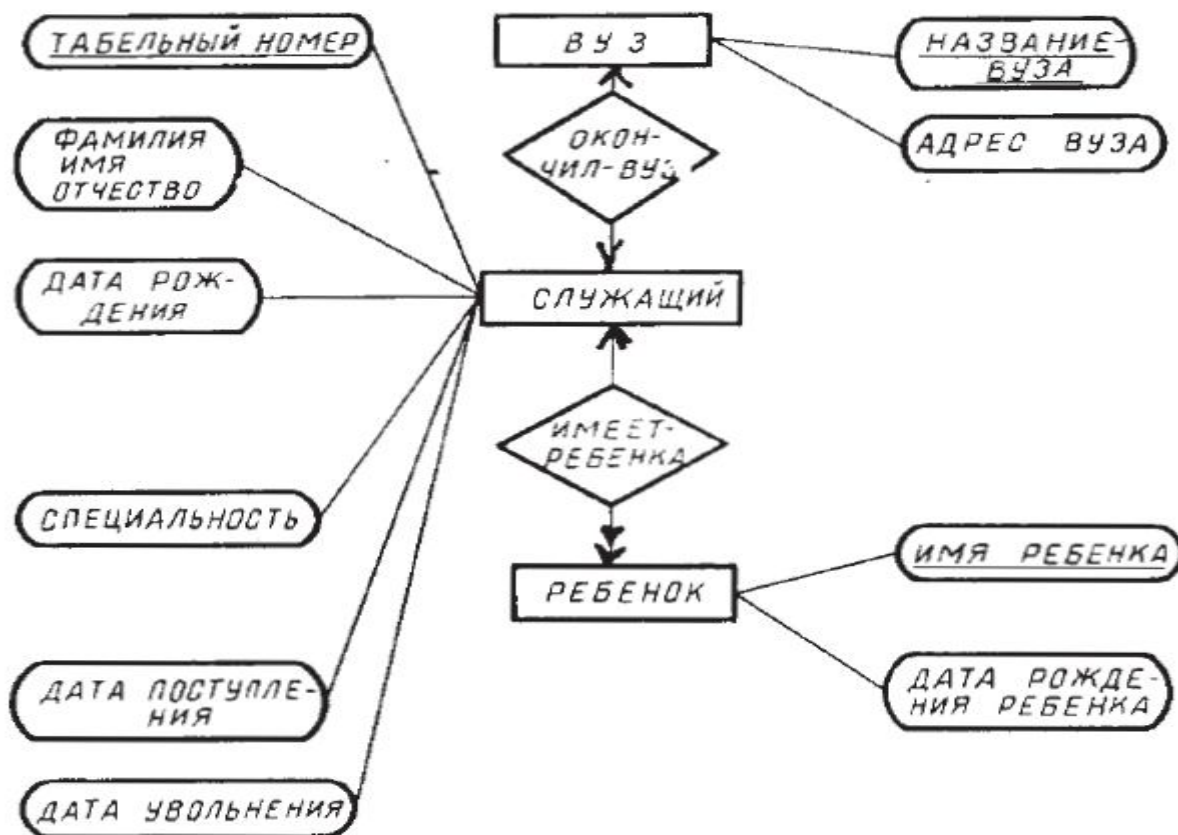 ТАБЕЛЬНЫЙ НОМЕР
ФАМИЛИЯ
ИМЯ
ОТЧЕСТВО
ДАТА РОЖ-
ДЕНИЯ
СПЕЦИАЛЬНОСТЬ
ДАТА ПОСТУПЛЕ-
НИЯ
ДАТА УВОЛЬНЕНИЯ
ВУЗ
ОКОН-
ЧИЛ-ВУЗ
СЛУЖАЩИЙ
ИМЕЕТ-
РЕБЕНКА
РЕБЕНОК
НАЗВАНИЕ
ВУЗА
АДРЕС ВУЗА
ИМЯ РЕБЕНКА
ДАТА РОЖДЕ-
НИЯ РЕБЕНКА